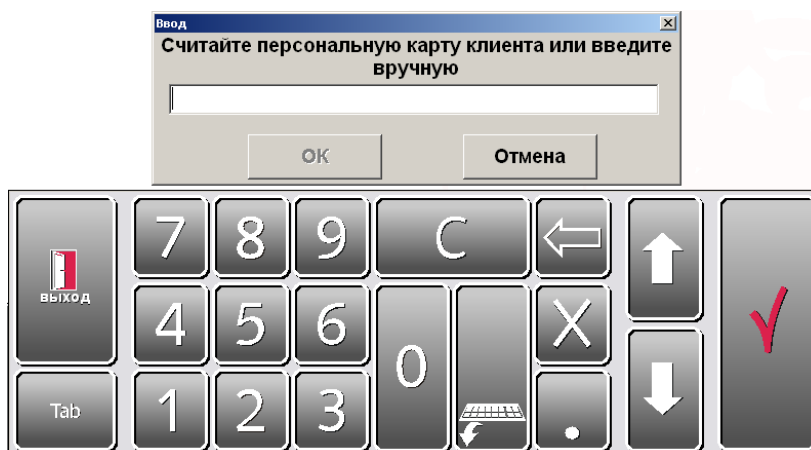 Ввод
Считайте персональную карту клиента или введите
вручную
ОК
Отмена
7 8 9 C
выход
4 5 6 0 X
Tab 1 2 3 .